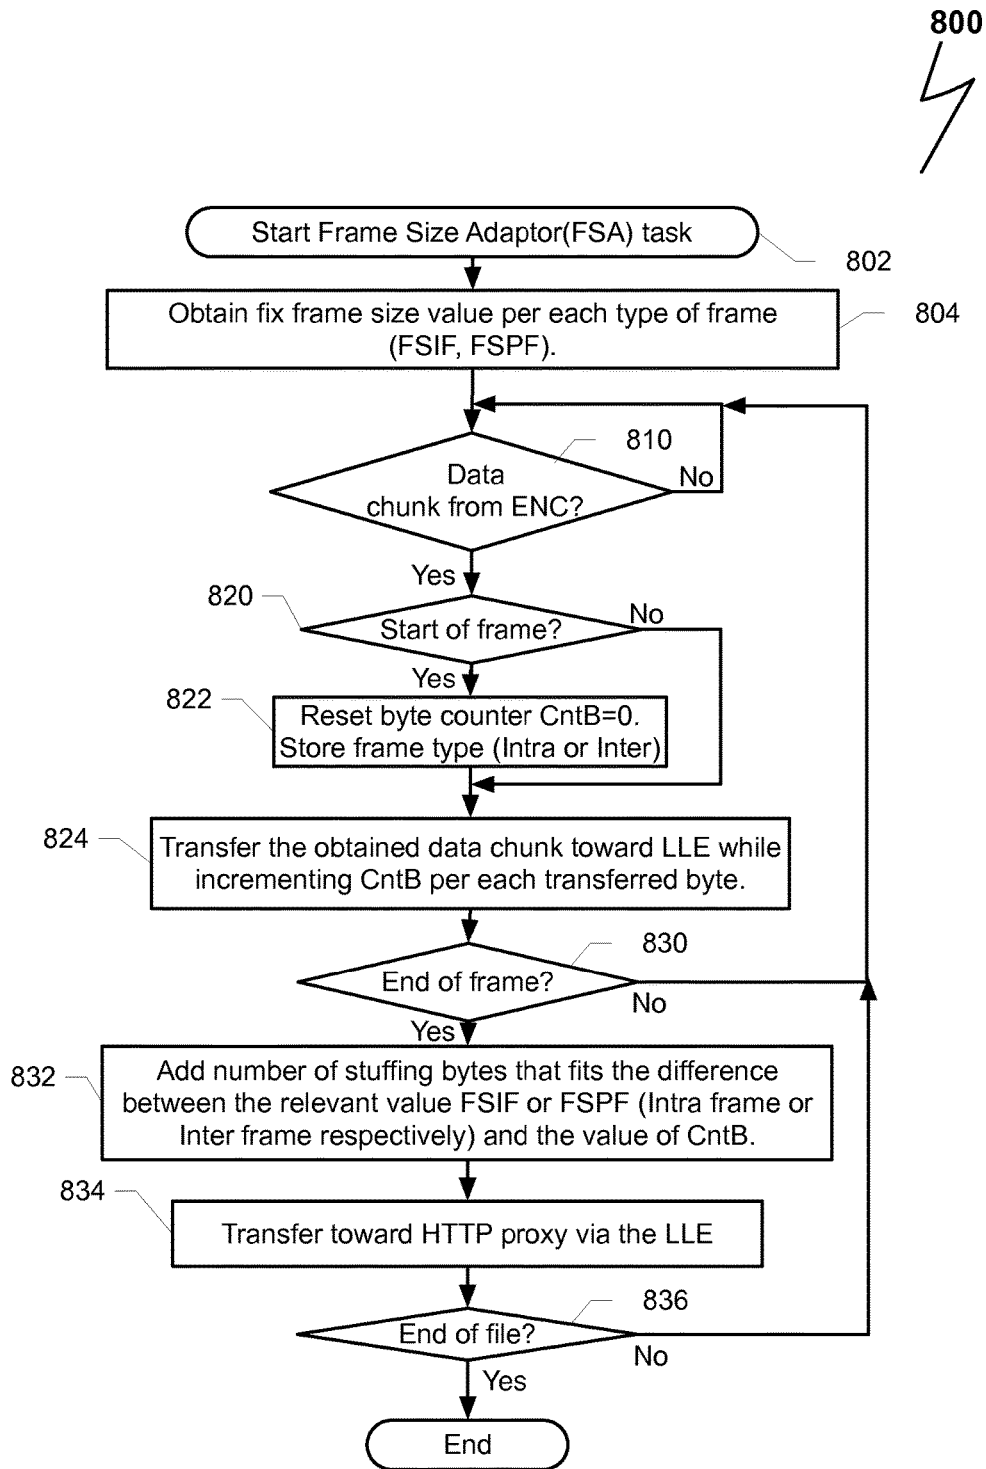 800
Start Frame Size Adaptor(FSA) task
802
Obtain fix frame size value per each type of frame
(FSIF, FSPF).
804
810
Data
chunk from ENC?
No
Yes
820
Start of frame?
No
Yes
822
Reset byte counter CntB=0.
Store frame type (Intra or Inter)
824
Transfer the obtained data chunk toward LLE while
incrementing CntB per each transferred byte.
830
End of frame?
No
Yes
832
Add number of stuffing bytes that fits the difference
between the relevant value FSIF or FSPF (Intra frame or
Inter frame respectively) and the value of CntB.
834
Transfer toward HTTP proxy via the LLE
836
End of file?
No
Yes
End